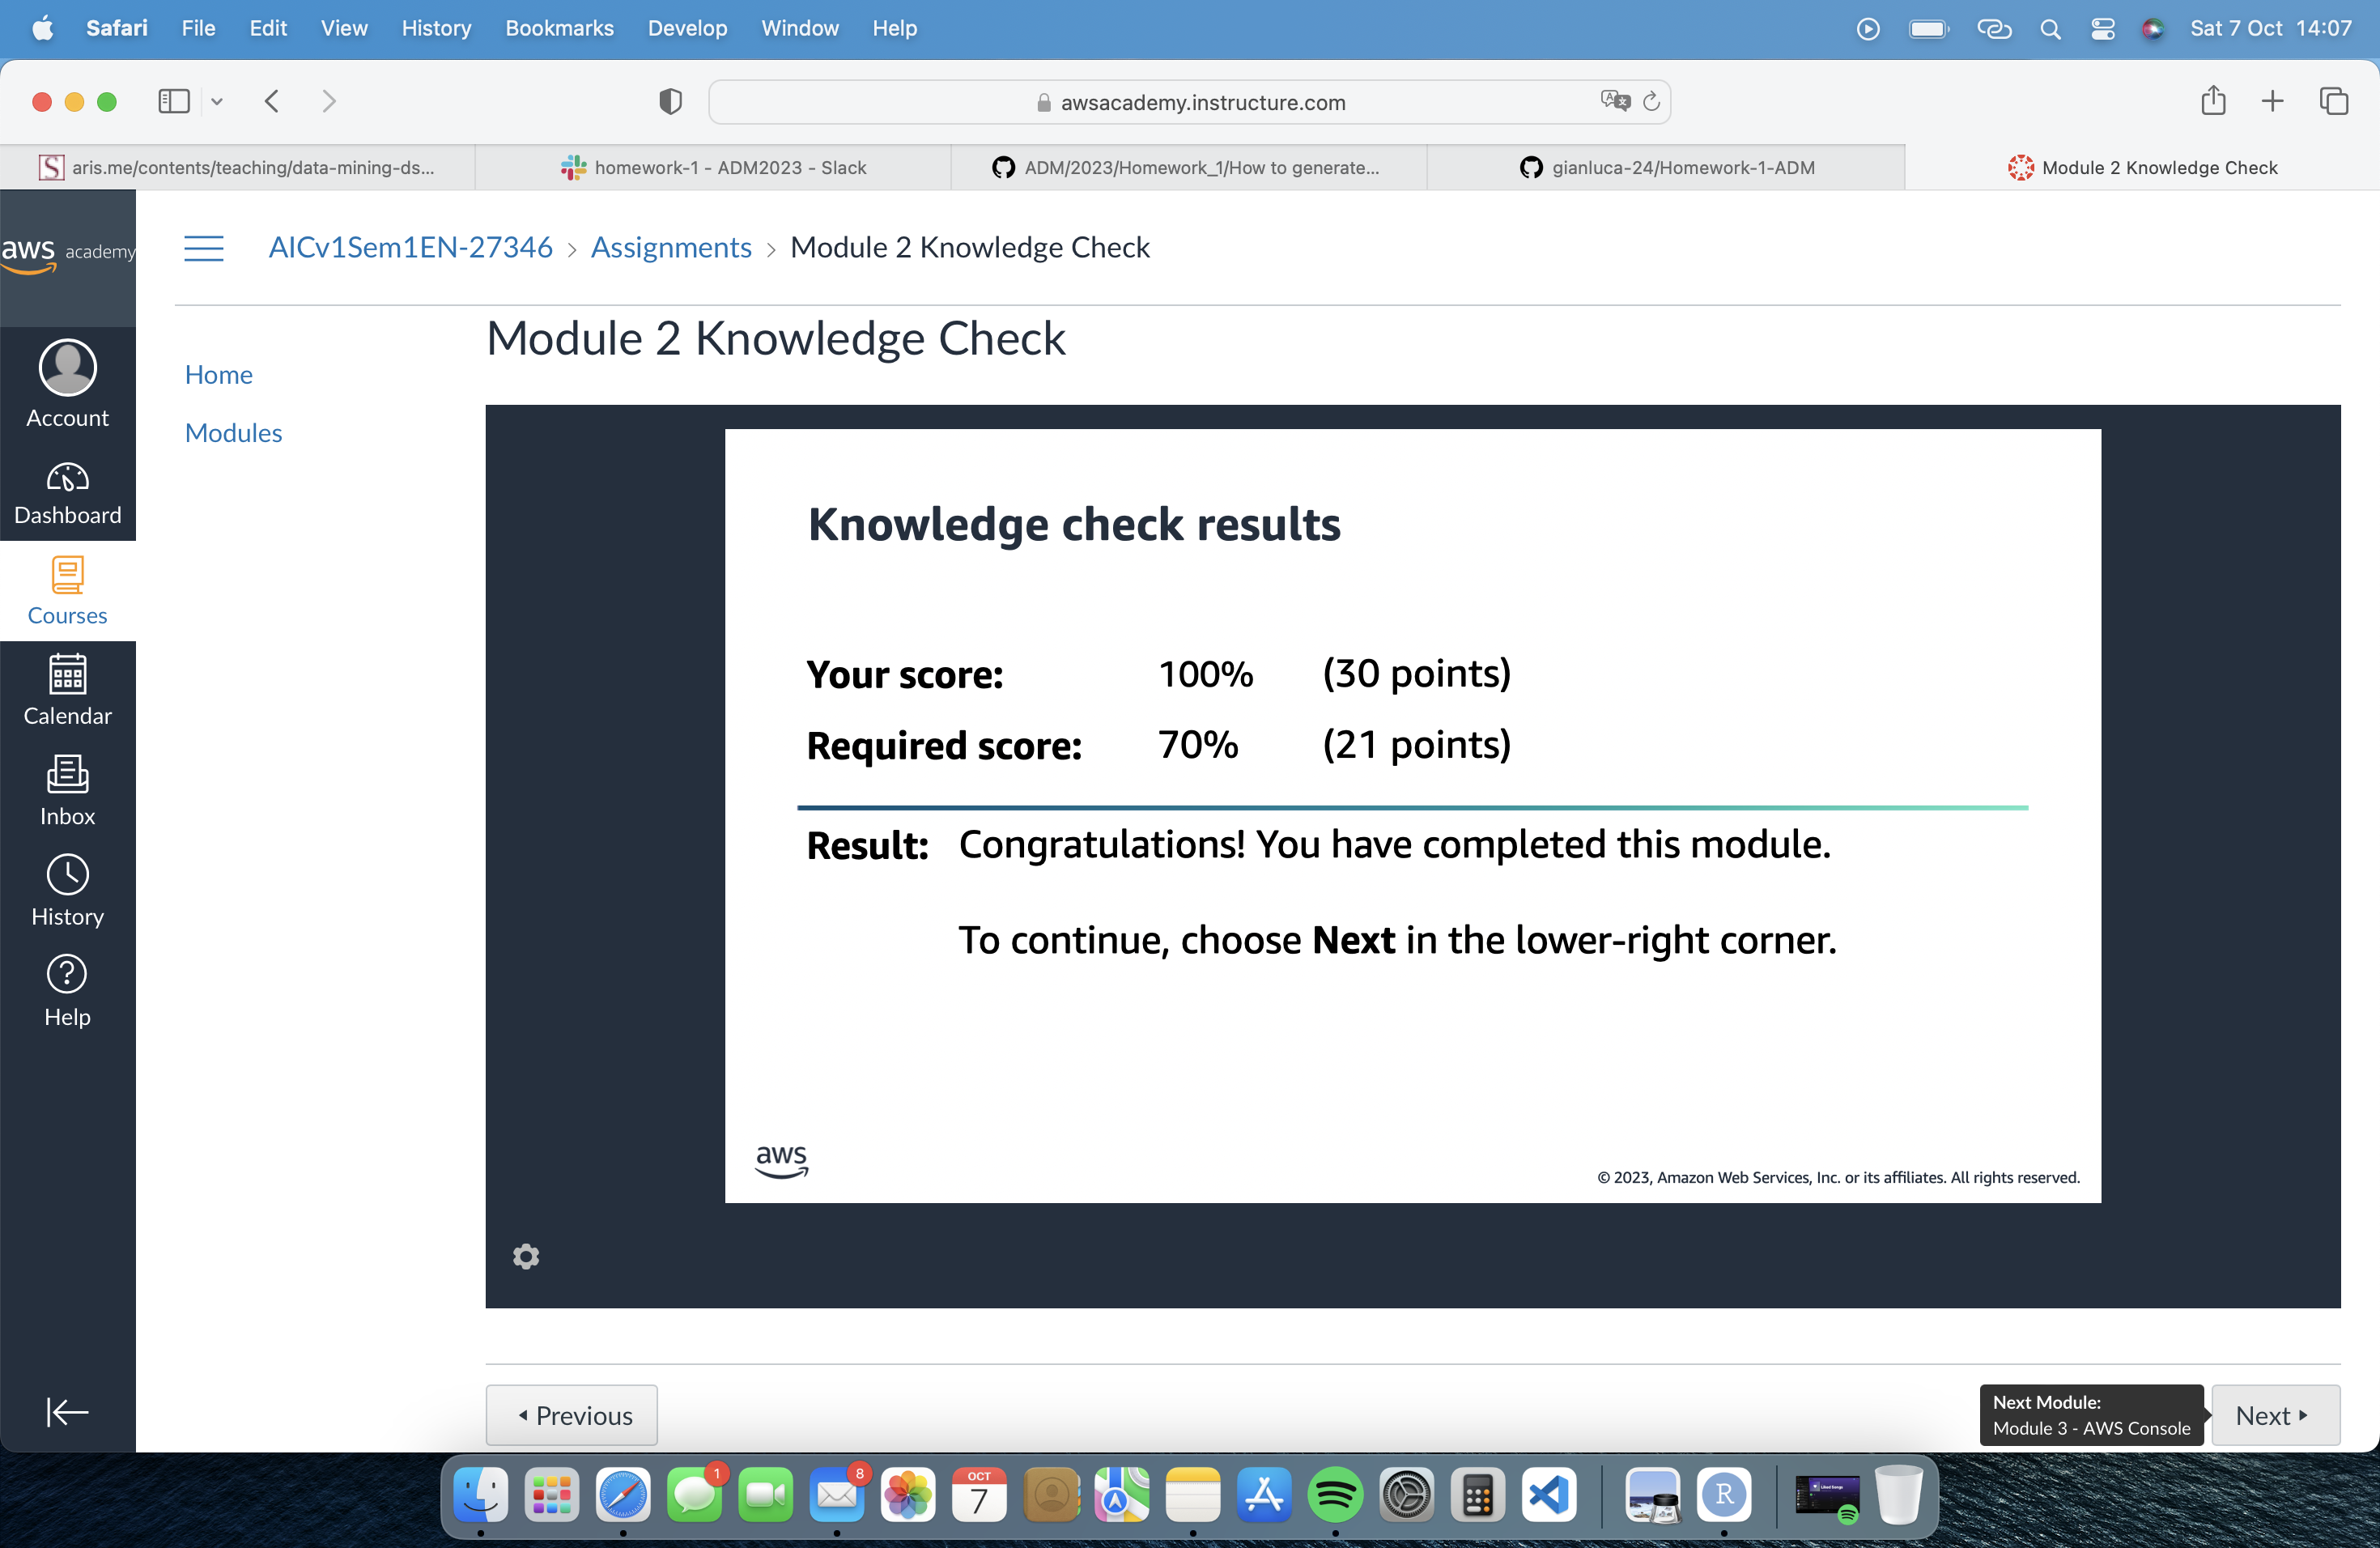 Safari File Edit View History Bookmarks Develop Window Help Sat 7 Oct 14:07
awsacademy.instructure.com
aris.me/contents/teaching/data-mining-ds... homework-1 - ADM2023 - Slack ADM/2023/Homework_1/How to generate... gianluca-24/Homework-1-ADM Module 2 Knowledge Check
aws academy
AICv1Sem1EN-27346 > Assignments > Module 2 Knowledge Check
Account
Dashboard
Courses
Calendar
Inbox
History
Help
Home
Modules
Module 2 Knowledge Check
Knowledge check results
Your score: 100% (30 points)
Required score: 70% (21 points)
Result: Congratulations! You have completed this module.
To continue, choose Next in the lower-right corner.
aws
© 2023, Amazon Web Services, Inc. or its affiliates. All rights reserved.
Previous
Next Module:
Module 3 - AWS Console
Next
1
8
OCT
7
R